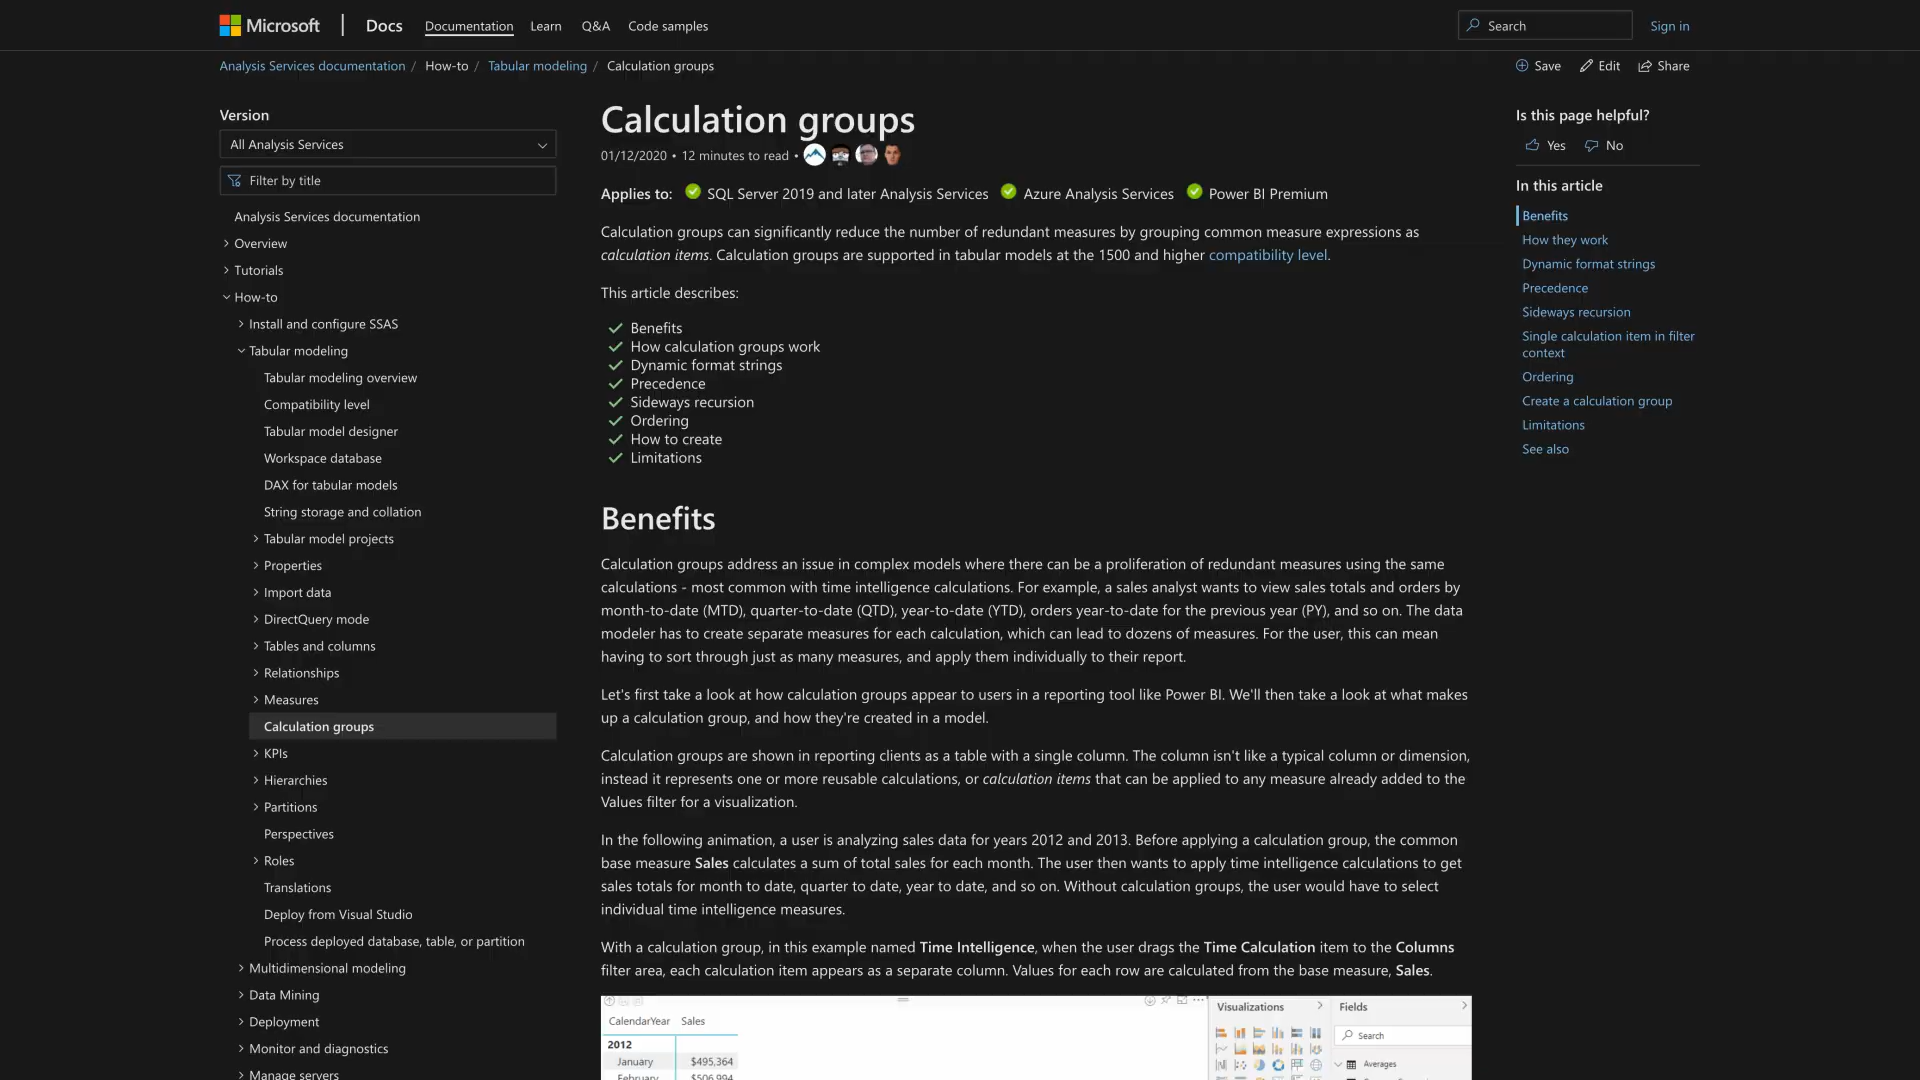 Microsoft | Docs Documentation Learn Q&A Code samples Search Sign in
Analysis Services documentation / How-to / Tabular modeling / Calculation groups
Save Edit Share
Version
All Analysis Services
Filter by title
Analysis Services documentation
Overview
Tutorials
How-to
Install and configure SSAS
Tabular modeling
Tabular modeling overview
Compatibility level
Tabular model designer
Workspace database
DAX for tabular models
String storage and collation
Tabular model projects
Properties
Import data
DirectQuery mode
Tables and columns
Relationships
Measures
Calculation groups
KPIs
Hierarchies
Partitions
Perspectives
Roles
Translations
Deploy from Visual Studio
Process deployed database, table, or partition
Multidimensional modeling
Data Mining
Deployment
Monitor and diagnostics
Manage servers
Calculation groups
01/12/2020 • 12 minutes to read •
Applies to: SQL Server 2019 and later Analysis Services Azure Analysis Services Power BI Premium
Calculation groups can significantly reduce the number of redundant measures by grouping common measure expressions as
calculation items. Calculation groups are supported in tabular models at the 1500 and higher compatibility level.
This article describes:
Benefits
How calculation groups work
Dynamic format strings
Precedence
Sideways recursion
Ordering
How to create
Limitations
Benefits
Calculation groups address an issue in complex models where there can be a proliferation of redundant measures using the same
calculations - most common with time intelligence calculations. For example, a sales analyst wants to view sales totals and orders by
month-to-date (MTD), quarter-to-date (QTD), year-to-date (YTD), orders year-to-date for the previous year (PY), and so on. The data
modeler has to create separate measures for each calculation, which can lead to dozens of measures. For the user, this can mean
having to sort through just as many measures, and apply them individually to their report.
Let's first take a look at how calculation groups appear to users in a reporting tool like Power BI. We'll then take a look at what makes
up a calculation group, and how they're created in a model.
Calculation groups are shown in reporting clients as a table with a single column. The column isn't like a typical column or dimension,
instead it represents one or more reusable calculations, or calculation items that can be applied to any measure already added to the
Values filter for a visualization.
In the following animation, a user is analyzing sales data for years 2012 and 2013. Before applying a calculation group, the common
base measure Sales calculates a sum of total sales for each month. The user then wants to apply time intelligence calculations to get
sales totals for month to date, quarter to date, year to date, and so on. Without calculation groups, the user would have to select
individual time intelligence measures.
With a calculation group, in this example named Time Intelligence, when the user drags the Time Calculation item to the Columns
filter area, each calculation item appears as a separate column. Values for each row are calculated from the base measure, Sales.
CalendarYear Sales
2012
January $495,364
February $506,994
Visualizations
Fields
Search
Averages
Is this page helpful?
Yes No
In this article
Benefits
How they work
Dynamic format strings
Precedence
Sideways recursion
Single calculation item in filter
context
Ordering
Create a calculation group
Limitations
See also